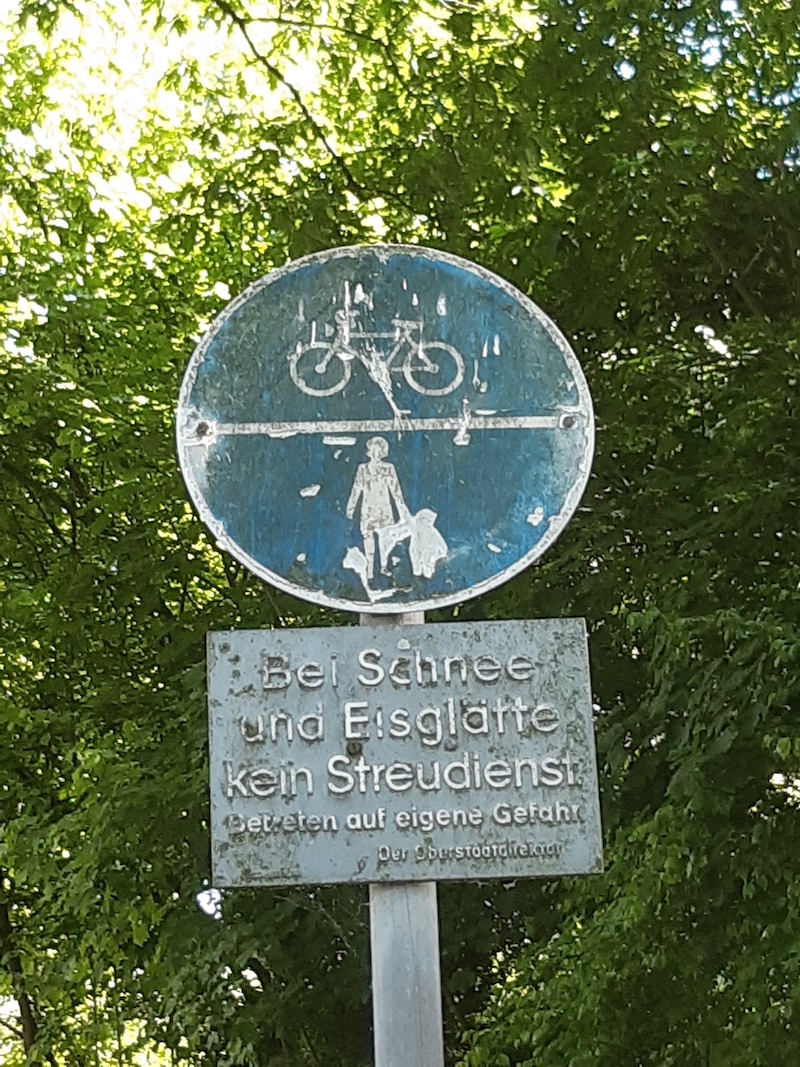 Bei Schnee
und Eisglätte
kein Streudienst
Betreten auf eigene Gefahr
Der Oberstadtdirektor